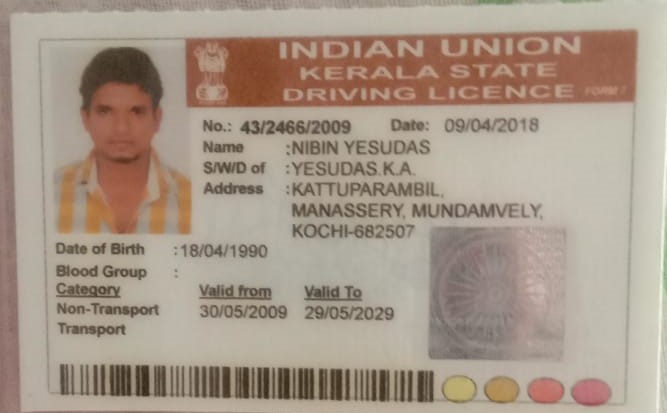 INDIAN UNION
KERALA STATE
DRIVING LICENCE FORM 7
No.: 43/2466/2009 Date: 09/04/2018
Name :NIBIN YESUDAS
S/W/D of :YESUDAS.K.A.
Address :KATTUPARAMBIL,
MANASSERY, MUNDAMVELY,
KOCHI-682507
Date of Birth :18/04/1990
Blood Group :
Category Valid from Valid To
Non-Transport 30/05/2009 29/05/2029
Transport